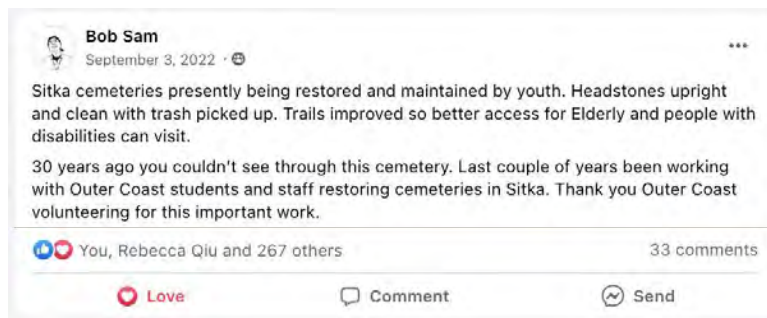 Bob Sam
September 3, 2022 ·
Sitka cemeteries presently being restored and maintained by youth. Headstones upright
and clean with trash picked up. Trails improved so better access for Elderly and people with
disabilities can visit.
30 years ago you couldn't see through this cemetery. Last couple of years been working
with Outer Coast students and staff restoring cemeteries in Sitka. Thank you Outer Coast
volunteering for this important work.
You, Rebecca Qiu and 267 others 33 comments
Love Comment Send